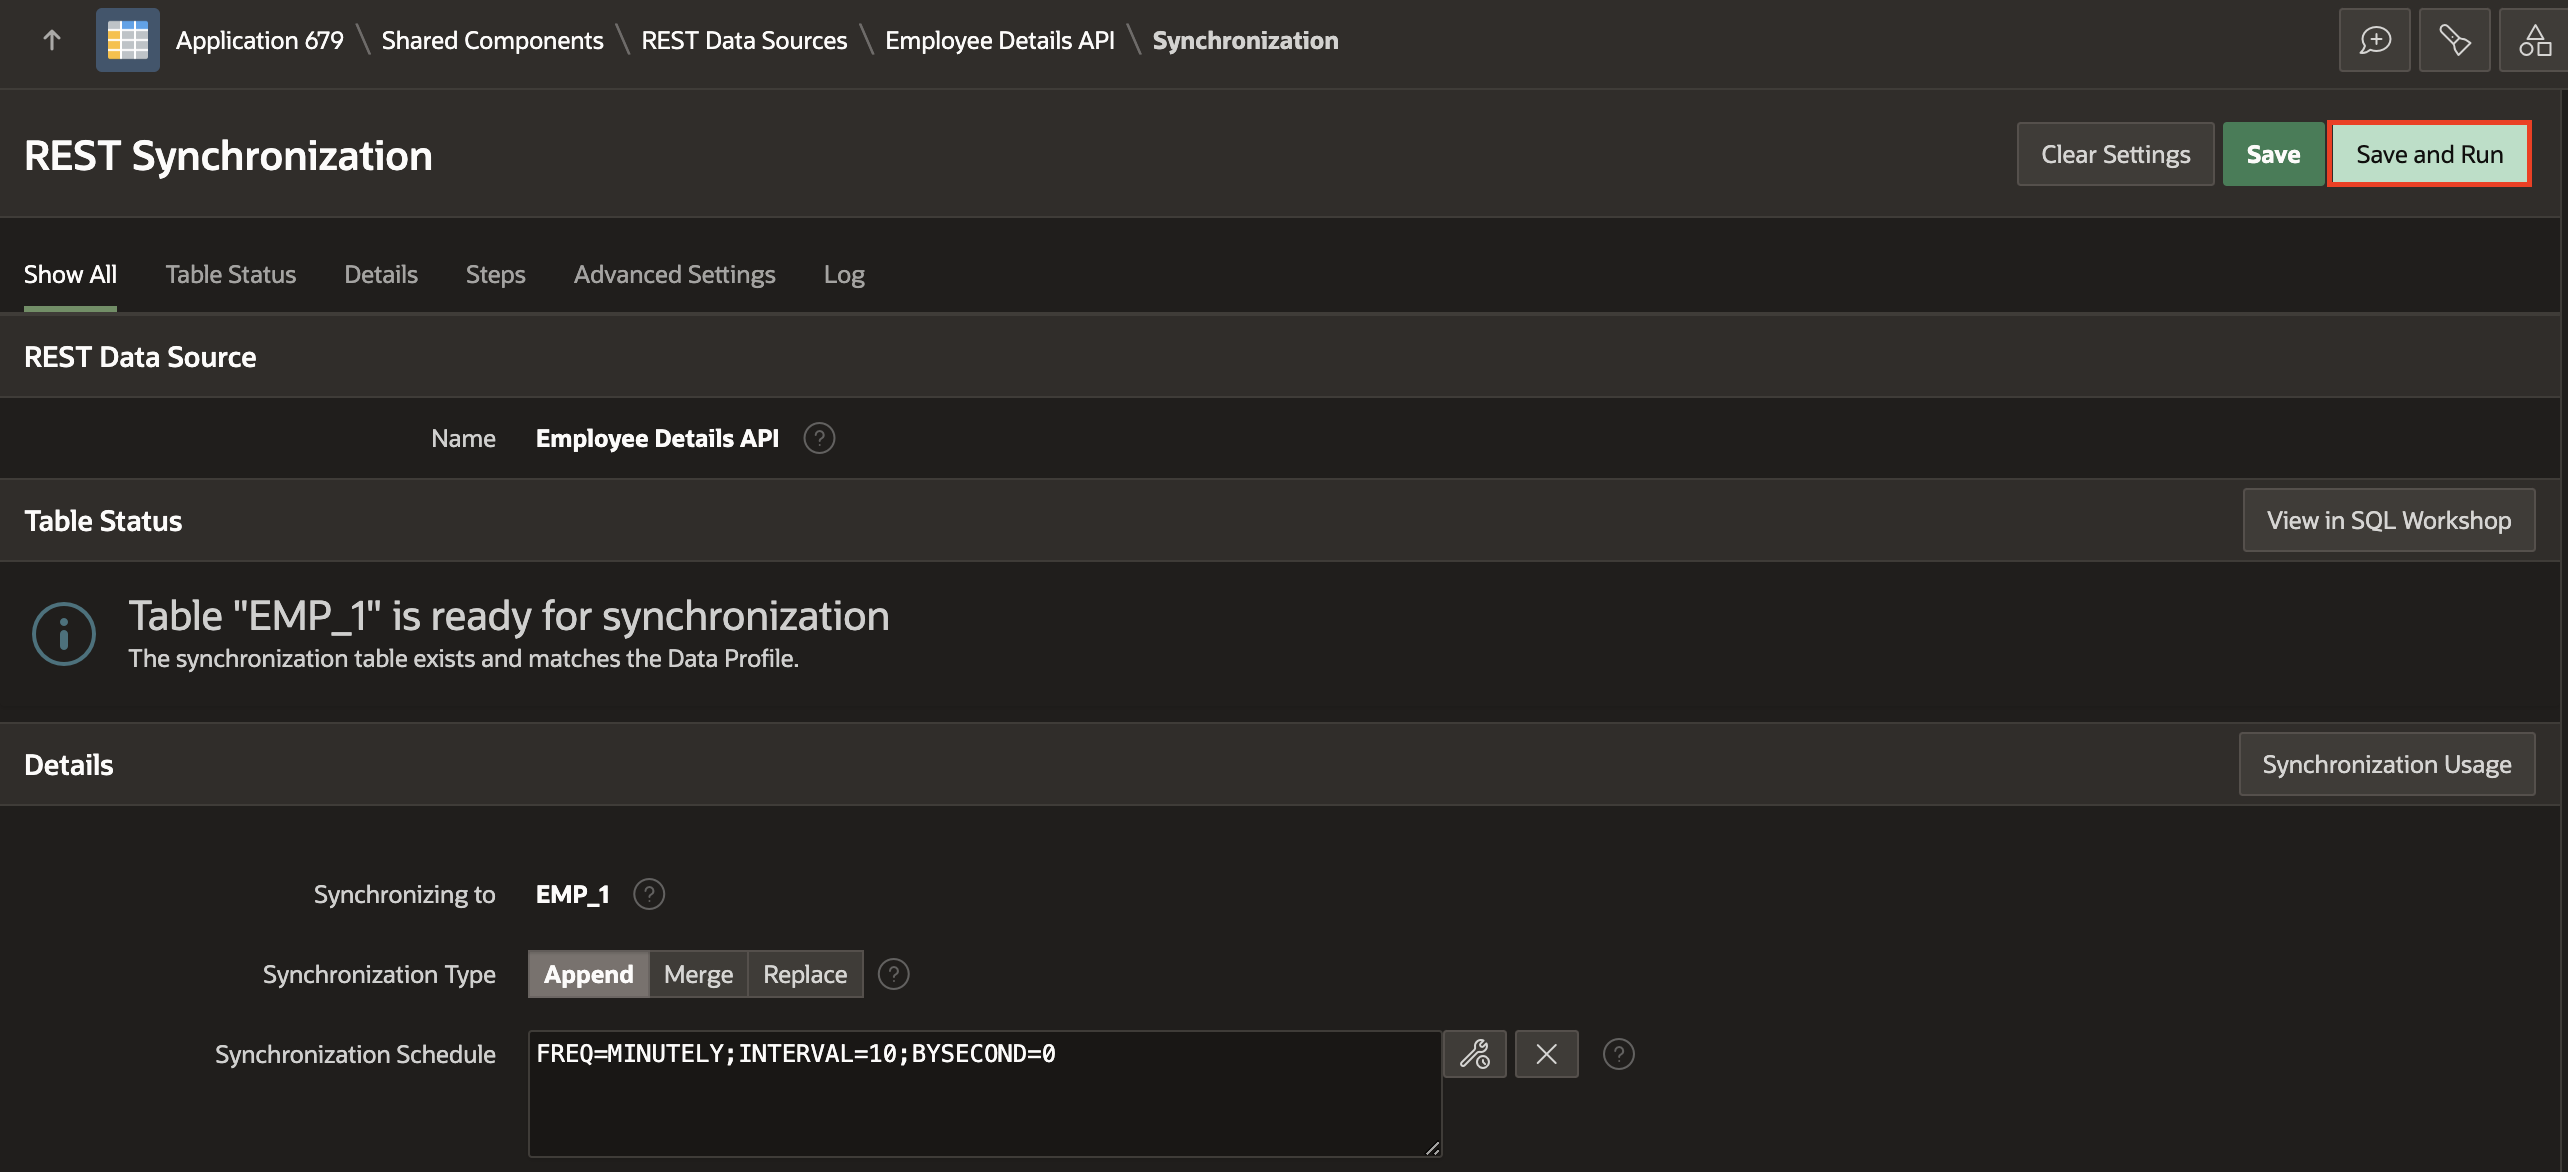 Application 679 \ Shared Components \ REST Data Sources \ Employee Details API \ Synchronization
REST Synchronization
Clear Settings
Save
Save and Run
Show All
Table Status
Details
Steps
Advanced Settings
Log
REST Data Source
Name
Employee Details API
?
Table Status
View in SQL Workshop
Table "EMP_1" is ready for synchronization
The synchronization table exists and matches the Data Profile.
Details
Synchronization Usage
Synchronizing to
EMP_1
?
Synchronization Type
Append
Merge
Replace
?
Synchronization Schedule
FREQ=MINUTELY;INTERVAL=10;BYSECOND=0
?